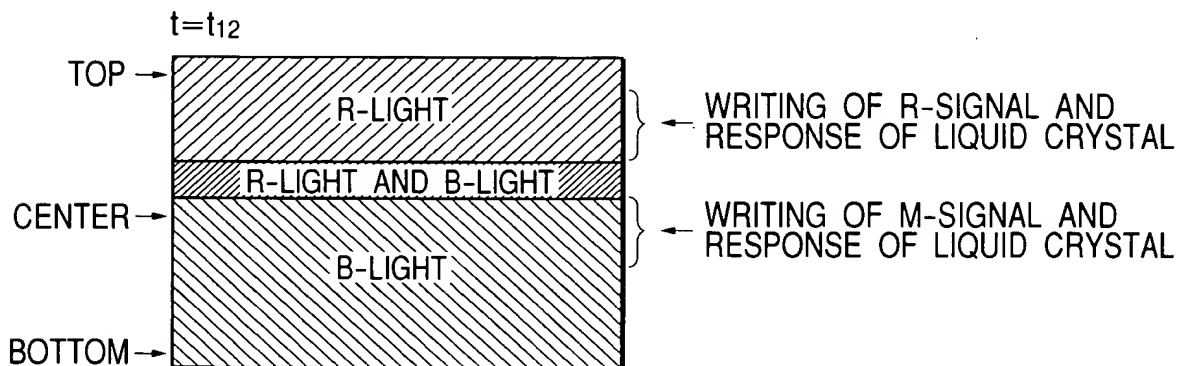 t=t12
TOP
R-LIGHT
WRITING OF R-SIGNAL AND
RESPONSE OF LIQUID CRYSTAL
R-LIGHT AND B-LIGHT
CENTER
WRITING OF M-SIGNAL AND
RESPONSE OF LIQUID CRYSTAL
B-LIGHT
BOTTOM